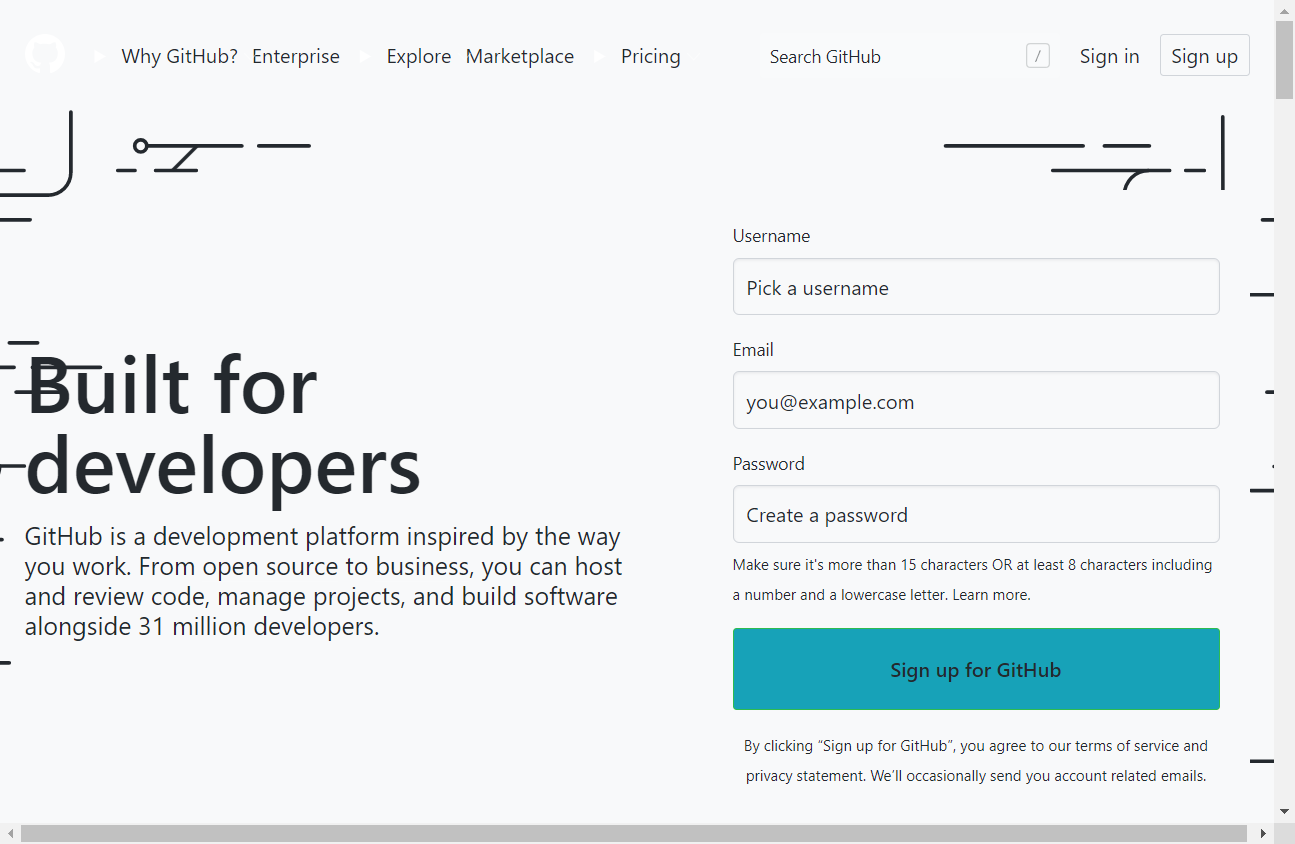 Why GitHub? Enterprise Explore Marketplace Pricing Search GitHub / Sign in Sign up
Username
Pick a username
Email
you@example.com
Built for
developers
Password
Create a password
GitHub is a development platform inspired by the way
you work. From open source to business, you can host
and review code, manage projects, and build software
alongside 31 million developers.
Make sure it's more than 15 characters OR at least 8 characters including
a number and a lowercase letter. Learn more.
Sign up for GitHub
By clicking “Sign up for GitHub”, you agree to our terms of service and
privacy statement. We’ll occasionally send you account related emails.